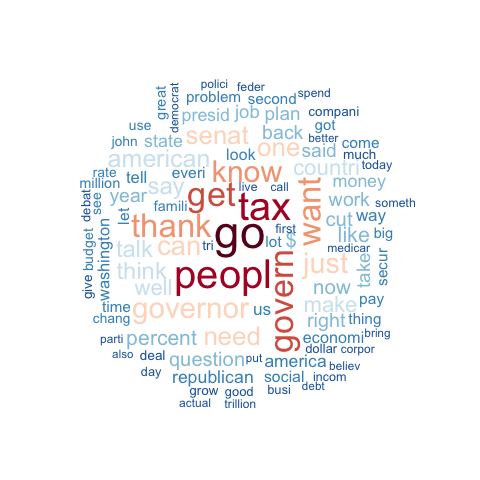 polici
feder
spend
great
democrat
problem
second
compani
presid
job
plan
use
senat
back
got
better
john
state
one
said
come
much
american
look
know
countri
today
rate
million
tell
everi
debat
see
year
say
get
live
call
money
someth
let
famili
tax
want
work
thank
go
first
cut
way
washington
talk
can
tri
lot
$
like
big
budget
think
peopl
just
medicar
give
well
govern
take
secur
time
governor
us
now
make
pay
chang
right
thing
parti
percent
need
economi
bring
also
deal
question
put
america
dollar
corpor
day
republican
social
incom
believ
grow
good
busi
debt
actual
trillion